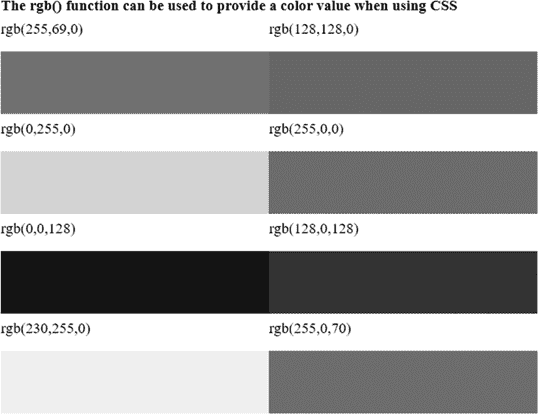 The rgb() function can be used to provide a color value when using CSS
rgb(255,69,0) rgb(128,128,0)
rgb(0,255,0) rgb(255,0,0)
rgb(0,0,128) rgb(128,0,128)
rgb(230,255,0) rgb(255,0,70)